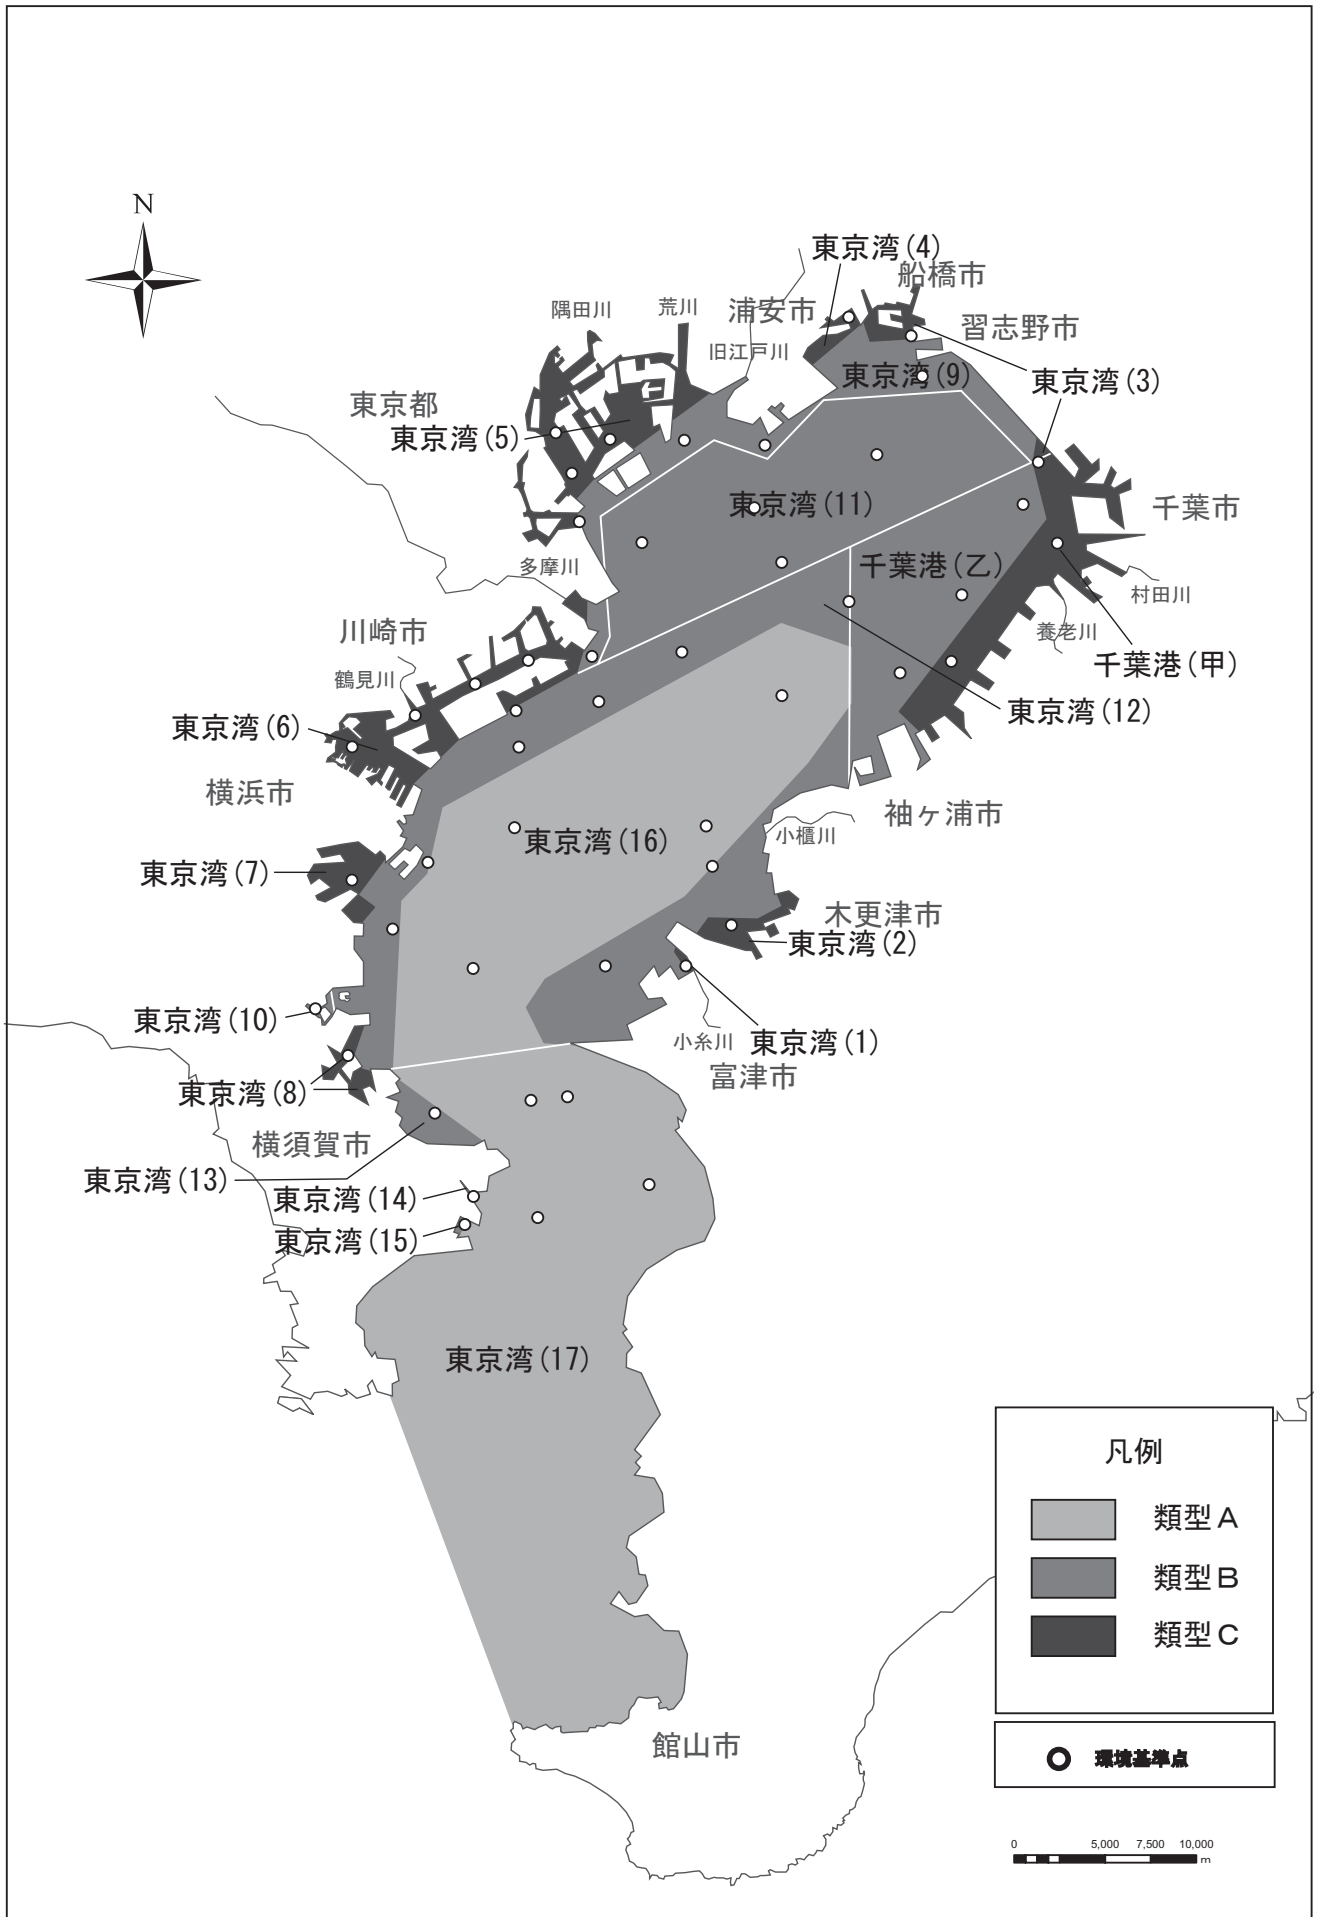 N
東京湾(4)
船橋市
隅田川
荒川
浦安市
習志野市
旧江戸川
東京湾(9)
東京湾(3)
東京都
東京湾(5)
東京湾(11)
千葉市
多摩川
千葉港(乙)
村田川
川崎市
養老川
鶴見川
千葉港(甲)
東京湾(6)
東京湾(12)
横浜市
袖ヶ浦市
小櫃川
東京湾(16)
東京湾(7)
木更津市
東京湾(2)
東京湾(10)
小糸川
東京湾(1)
富津市
東京湾(8)
横須賀市
東京湾(13)
東京湾(14)
東京湾(15)
東京湾(17)
凡例
類型A
類型B
類型C
館山市
環境基準点
0 5,000 7,500 10,000
m